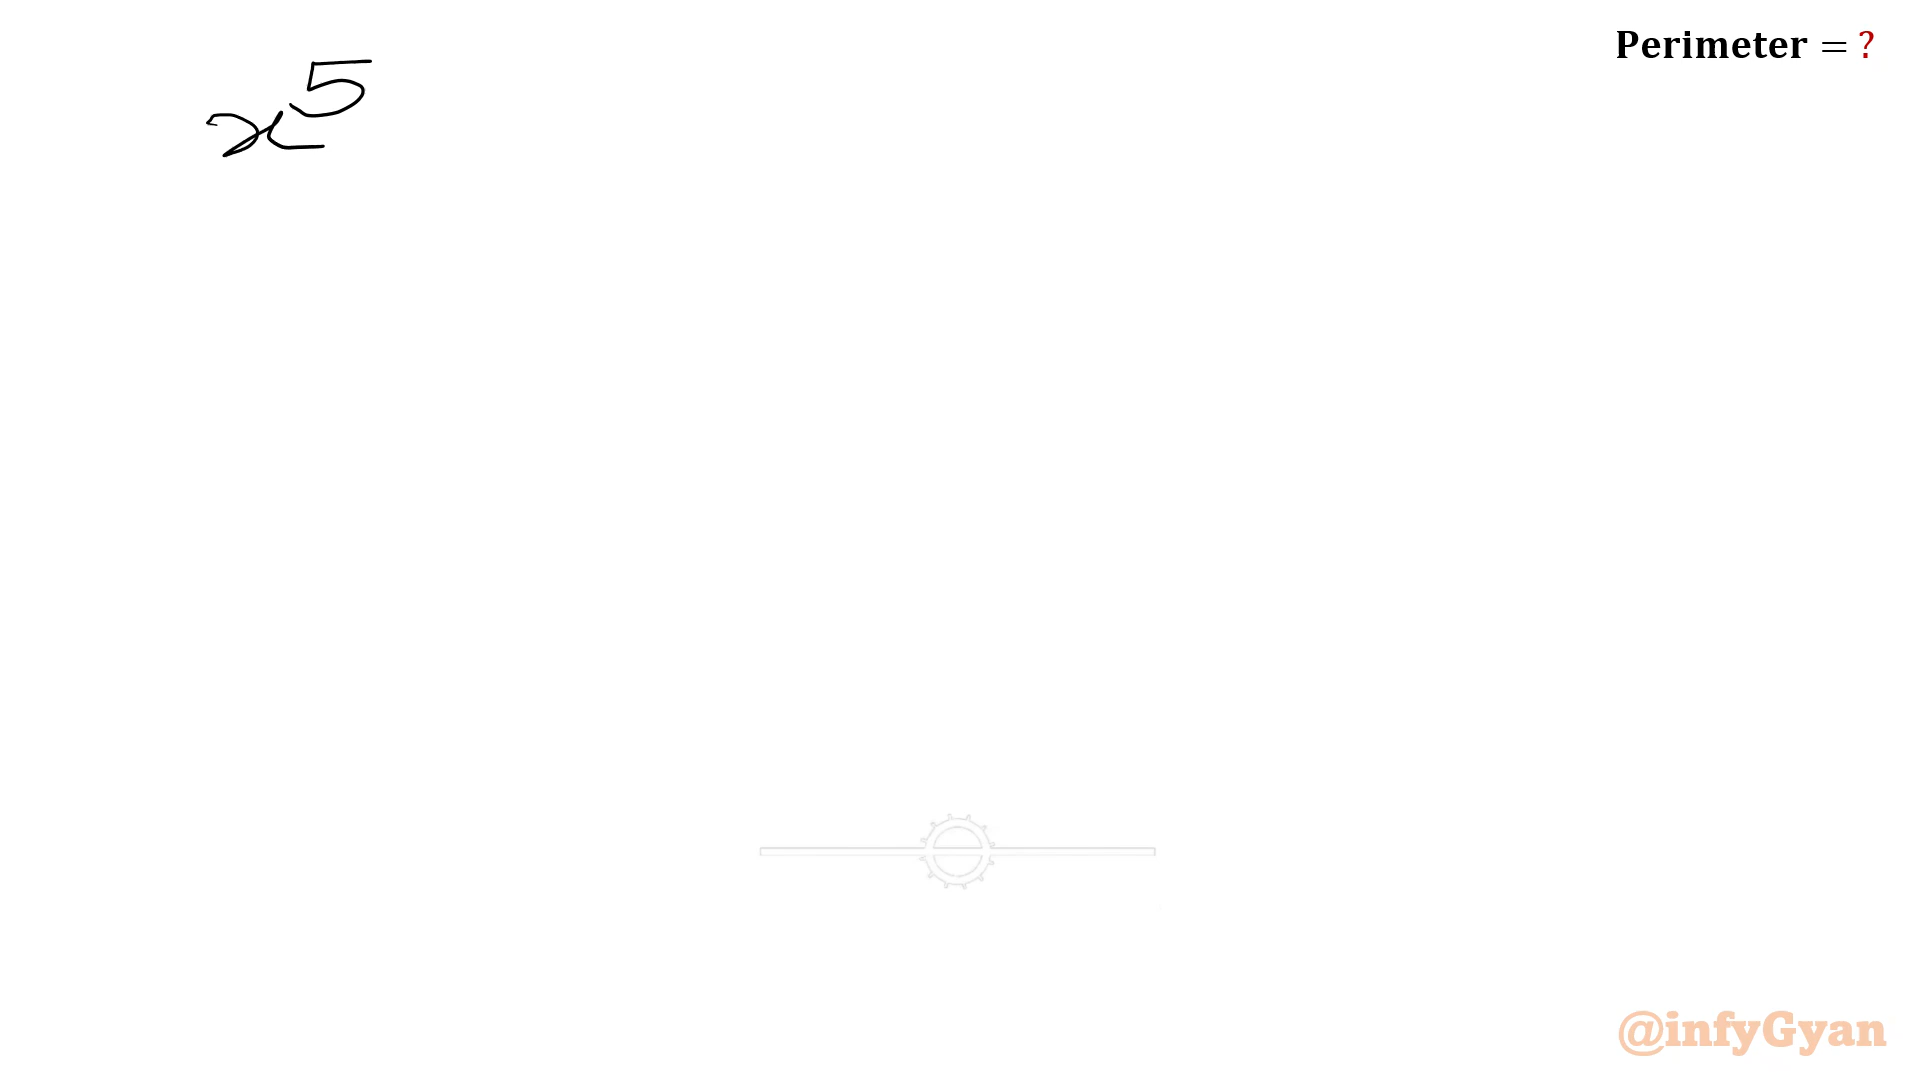 Perimeter = ?
x⁵
@infyGyan